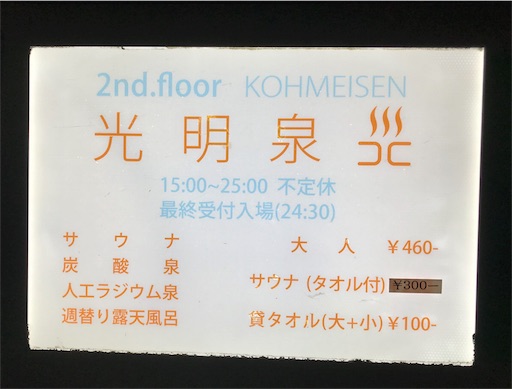 2nd.floor KOHMEISEN
光明泉
15:00~25:00 不定休
最終受付入場(24:30)
サウナ
炭酸泉
人工ラジウム泉
週替り露天風呂
大人 ¥460-
サウナ (タオル付) ¥300-
貸タオル(大+小) ¥100-